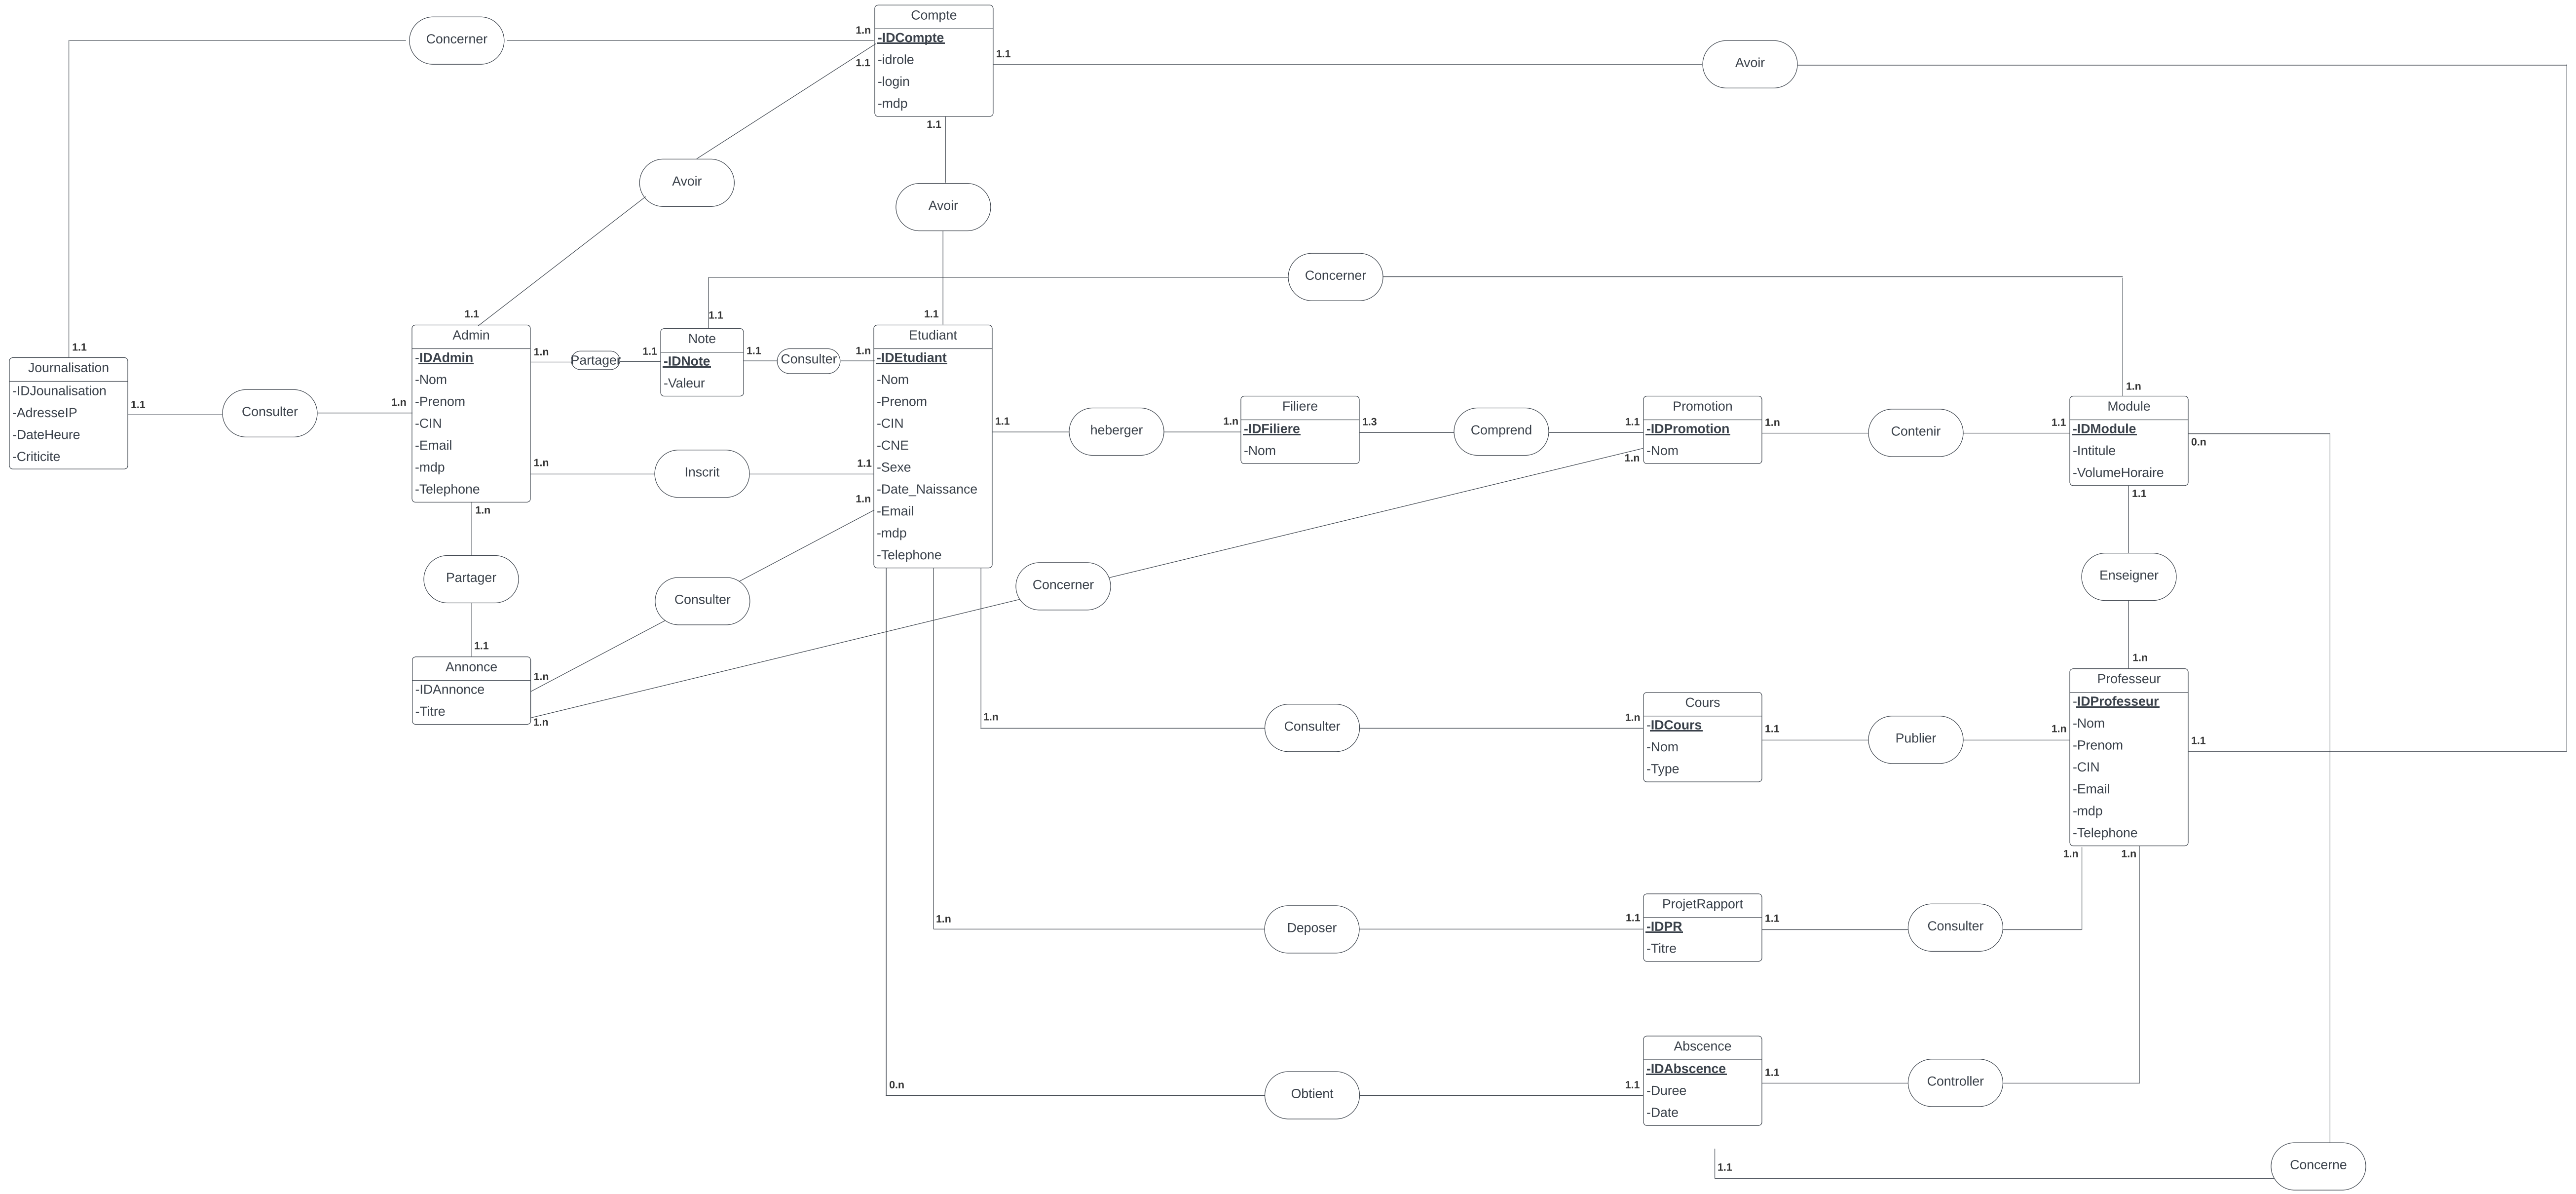 Compte
-IDCompte
-idrole
-login
-mdp
Concerner
1.n
1.1
1.1
Avoir
1.1
Avoir
Avoir
Concerner
1.1
1.1
1.1
1.1
1.n
Journalisation
-IDJounalisation
-AdresseIP
-DateHeure
-Criticite
1.1
Consulter
1.n
Admin
-IDAdmin
-Nom
-Prenom
-CIN
-Email
-mdp
-Telephone
1.n
Partager
1.1
Note
-IDNote
-Valeur
1.1
Consulter
1.n
Etudiant
-IDEtudiant
-Nom
-Prenom
-CIN
-CNE
-Sexe
-Date_Naissance
-Email
-mdp
-Telephone
1.n
Inscrit
1.1
1.n
1.1
heberger
1.n
Filiere
-IDFiliere
-Nom
1.3
Comprend
1.1
Promotion
-IDPromotion
-Nom
1.n
1.n
Contenir
1.1
Module
-IDModule
-Intitule
-VolumeHoraire
0.n
1.1
Enseigner
1.n
1.n
Partager
1.1
Consulter
Concerner
Annonce
-IDAnnonce
-Titre
1.n
1.n
1.n
Consulter
1.n
Cours
-IDCours
-Nom
-Type
1.1
Publier
1.n
Professeur
-IDProfesseur
-Nom
-Prenom
-CIN
-Email
-mdp
-Telephone
1.1
1.n
1.n
1.n
Deposer
1.1
ProjetRapport
-IDPR
-Titre
1.1
Consulter
0.n
Obtient
1.1
Abscence
-IDAbscence
-Duree
-Date
1.1
Controller
1.1
Concerne